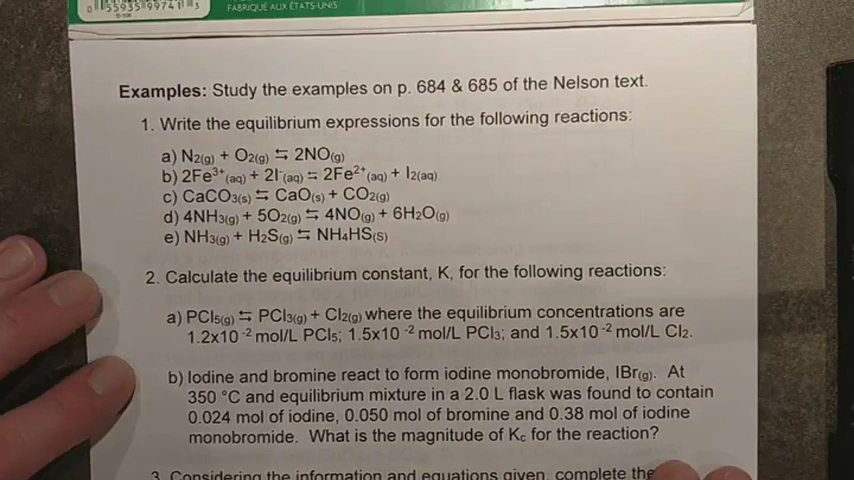 0 55935 99741 3
FABRIQUÉ AUX ÉTATS-UNIS
Examples: Study the examples on p. 684 & 685 of the Nelson text.
1. Write the equilibrium expressions for the following reactions:
a) N2(g) + O2(g) ⇆ 2NO(g)
b) 2Fe³⁺(aq) + 2I⁻(aq) ⇆ 2Fe²⁺(aq) + I2(aq)
c) CaCO3(s) ⇆ CaO(s) + CO2(g)
d) 4NH3(g) + 5O2(g) ⇆ 4NO(g) + 6H2O(g)
e) NH3(g) + H2S(g) ⇆ NH4HS(S)
2. Calculate the equilibrium constant, K, for the following reactions:
a) PCl5(g) ⇆ PCl3(g) + Cl2(g) where the equilibrium concentrations are
1.2x10⁻² mol/L PCl5; 1.5x10⁻² mol/L PCl3; and 1.5x10⁻² mol/L Cl2.
b) Iodine and bromine react to form iodine monobromide, IBr(g). At
350 °C and equilibrium mixture in a 2.0 L flask was found to contain
0.024 mol of iodine, 0.050 mol of bromine and 0.38 mol of iodine
monobromide. What is the magnitude of Kc for the reaction?
3. Considering the information and equations given, complete the